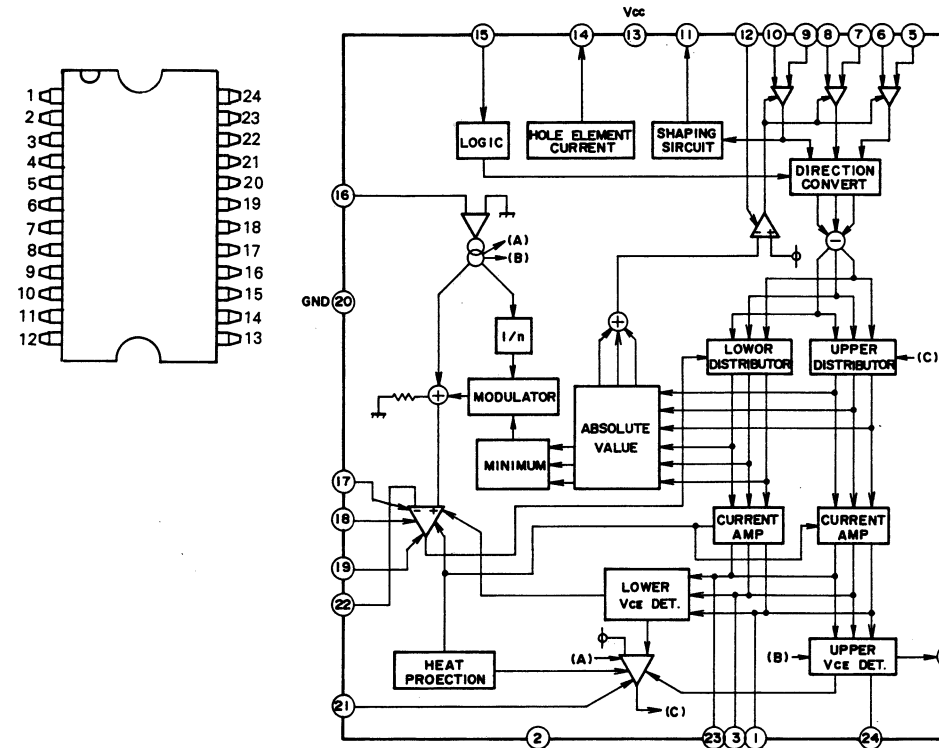 Vcc
15 14 13 11 12 10 9 8 7 6 5
1 24
2 23
3 22
4 21
5 20
6 19
7 18
8 17
9 16
10 15
11 14
12 13
LOGIC
HOLE ELEMENT
CURRENT
SHAPING
SIRCUIT
DIRECTION
CONVERT
16
(A)
(B)
- +
−
GND 20
1/n
+
LOWOR
DISTRIBUTOR
UPPER
DISTRIBUTOR
(C)
+
MODULATOR
ABSOLUTE
VALUE
MINIMUM
17
- +
18
CURRENT
AMP
CURRENT
AMP
19
22
LOWER
VCE DET.
HEAT
PROECTION
(A)
(B)
UPPER
VCE DET.
21
(C)
2 23 3 1 24